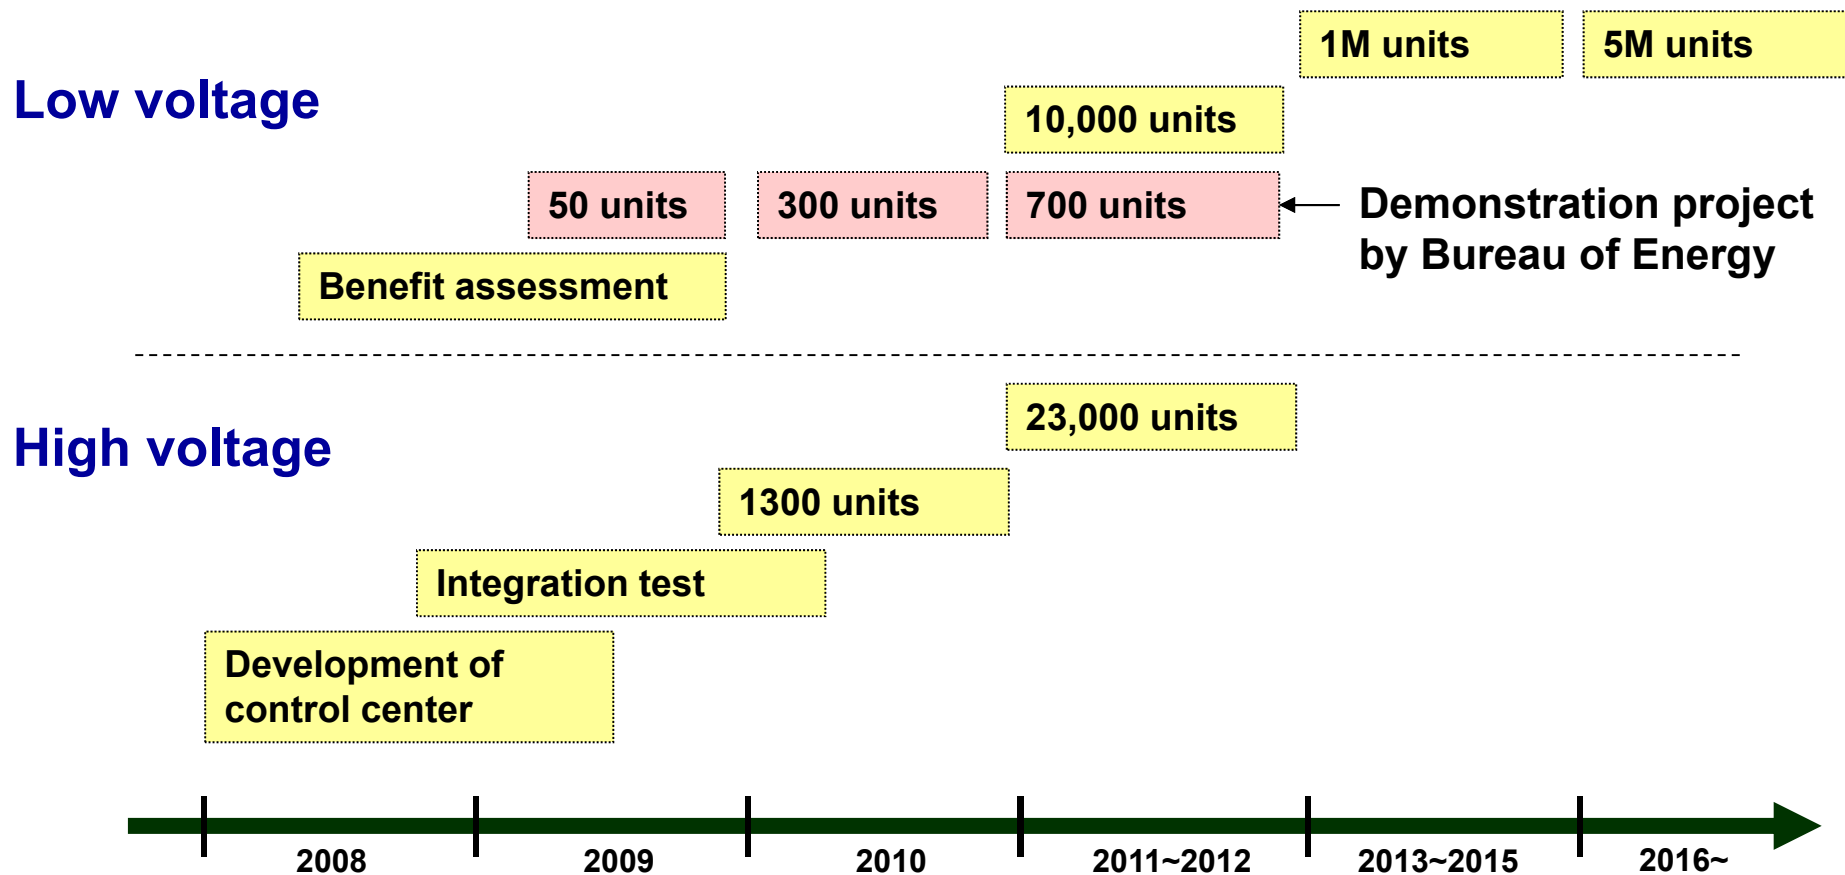 1M units
5M units
Low voltage
10,000 units
50 units
300 units
700 units
Demonstration project
by Bureau of Energy
Benefit assessment
23,000 units
High voltage
1300 units
Integration test
Development of
control center
2008
2009
2010
2011~2012
2013~2015
2016~